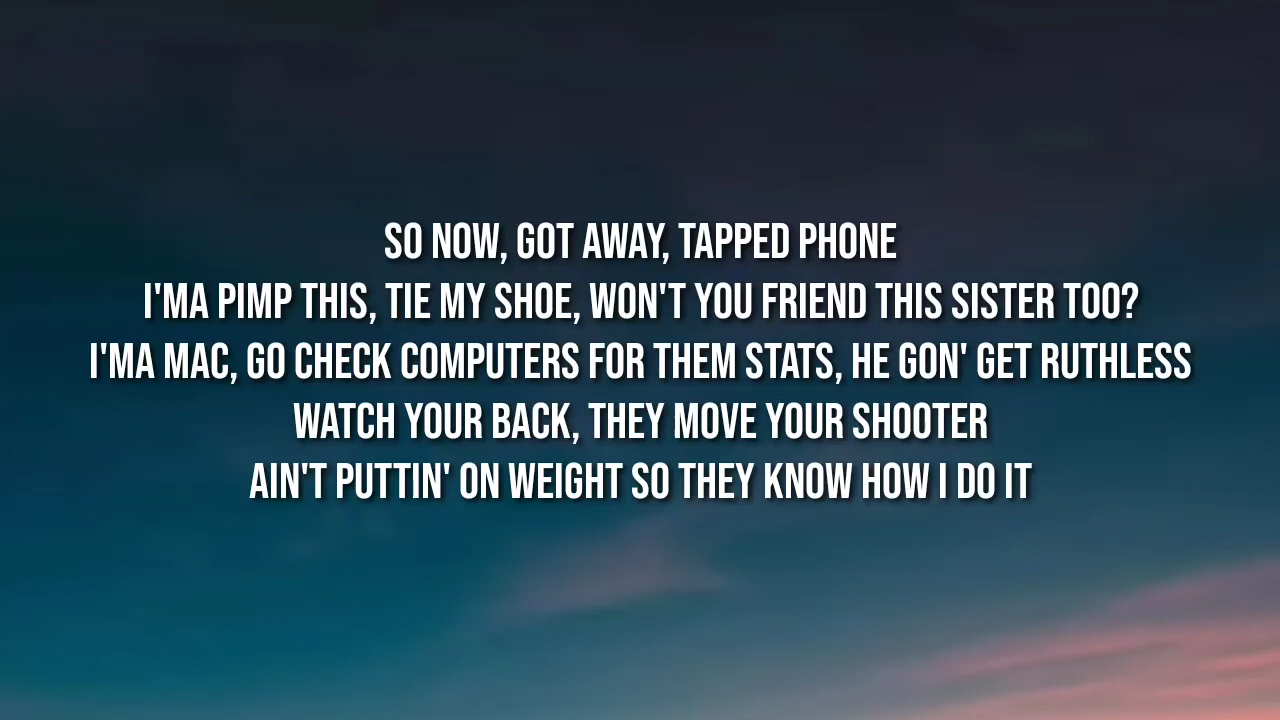 SO NOW, GOT AWAY, TAPPED PHONE
I'MA PIMP THIS, TIE MY SHOE, WON'T YOU FRIEND THIS SISTER TOO?
I'MA MAC, GO CHECK COMPUTERS FOR THEM STATS, HE GON' GET RUTHLESS
WATCH YOUR BACK, THEY MOVE YOUR SHOOTER
AIN'T PUTTIN' ON WEIGHT SO THEY KNOW HOW I DO IT